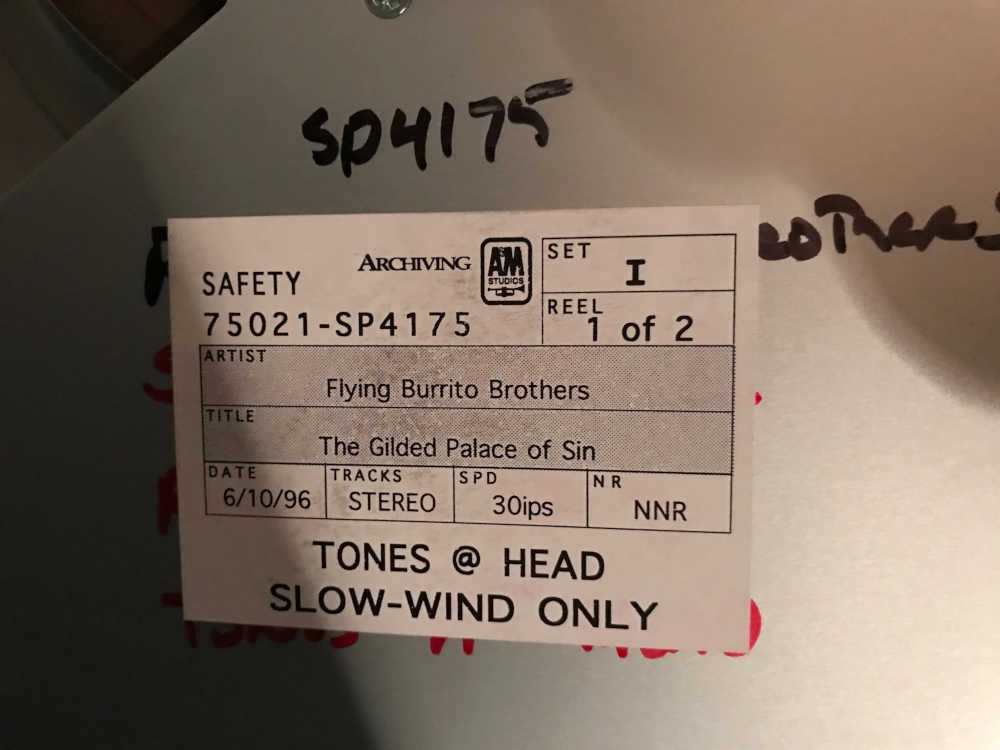 SP4175
SAFETY
ARCHIVING
A&M
STUDIOS
75021-SP4175
SET
I
REEL
1 of 2
ARTIST
Flying Burrito Brothers
TITLE
The Gilded Palace of Sin
DATE
6/10/96
TRACKS
STEREO
SPD
30ips
NR
NNR
TONES @ HEAD
SLOW-WIND ONLY